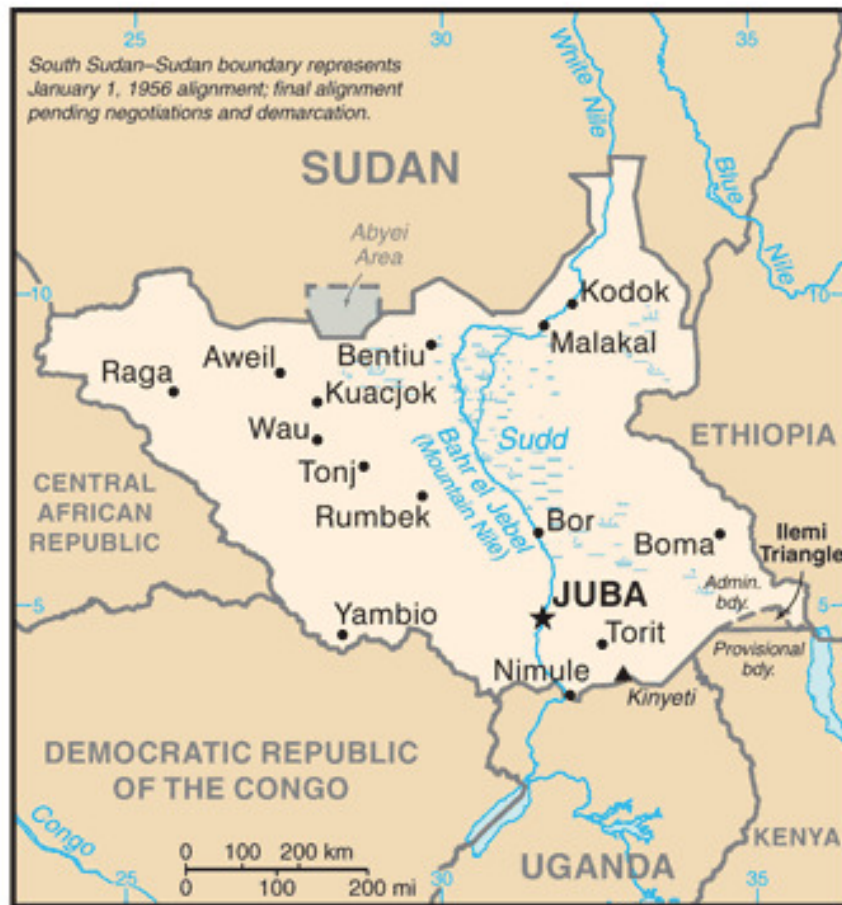 25
30
35
South Sudan–Sudan boundary represents
January 1, 1956 alignment; final alignment
pending negotiations and demarcation.
White Nile
SUDAN
Blue
Nile
Abyei
Area
10
10
Kodok
Malakal
Bentiu
Aweil
Raga
Kuacjok
Wau
Sudd
ETHIOPIA
Tonj
Bahr el Jebel
(Mountain Nile)
CENTRAL
AFRICAN
REPUBLIC
Rumbek
Bor
Boma
Ilemi
Triangle
Admin.
bdy.
JUBA
5
5
Yambio
Torit
Provisional
bdy.
Nimule
Kinyeti
DEMOCRATIC REPUBLIC
OF THE CONGO
Congo
KENYA
UGANDA
0 100 200 km
0 100 200 mi
25
30
35